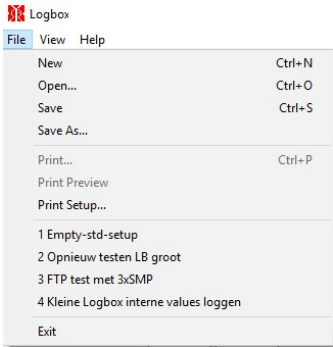 Logbox
File View Help
New Ctrl+N
Open... Ctrl+O
Save Ctrl+S
Save As...
Print... Ctrl+P
Print Preview
Print Setup...
1 Empty-std-setup
2 Opnieuw testen LB groot
3 FTP test met 3xSMP
4 Kleine Logbox interne values loggen
Exit